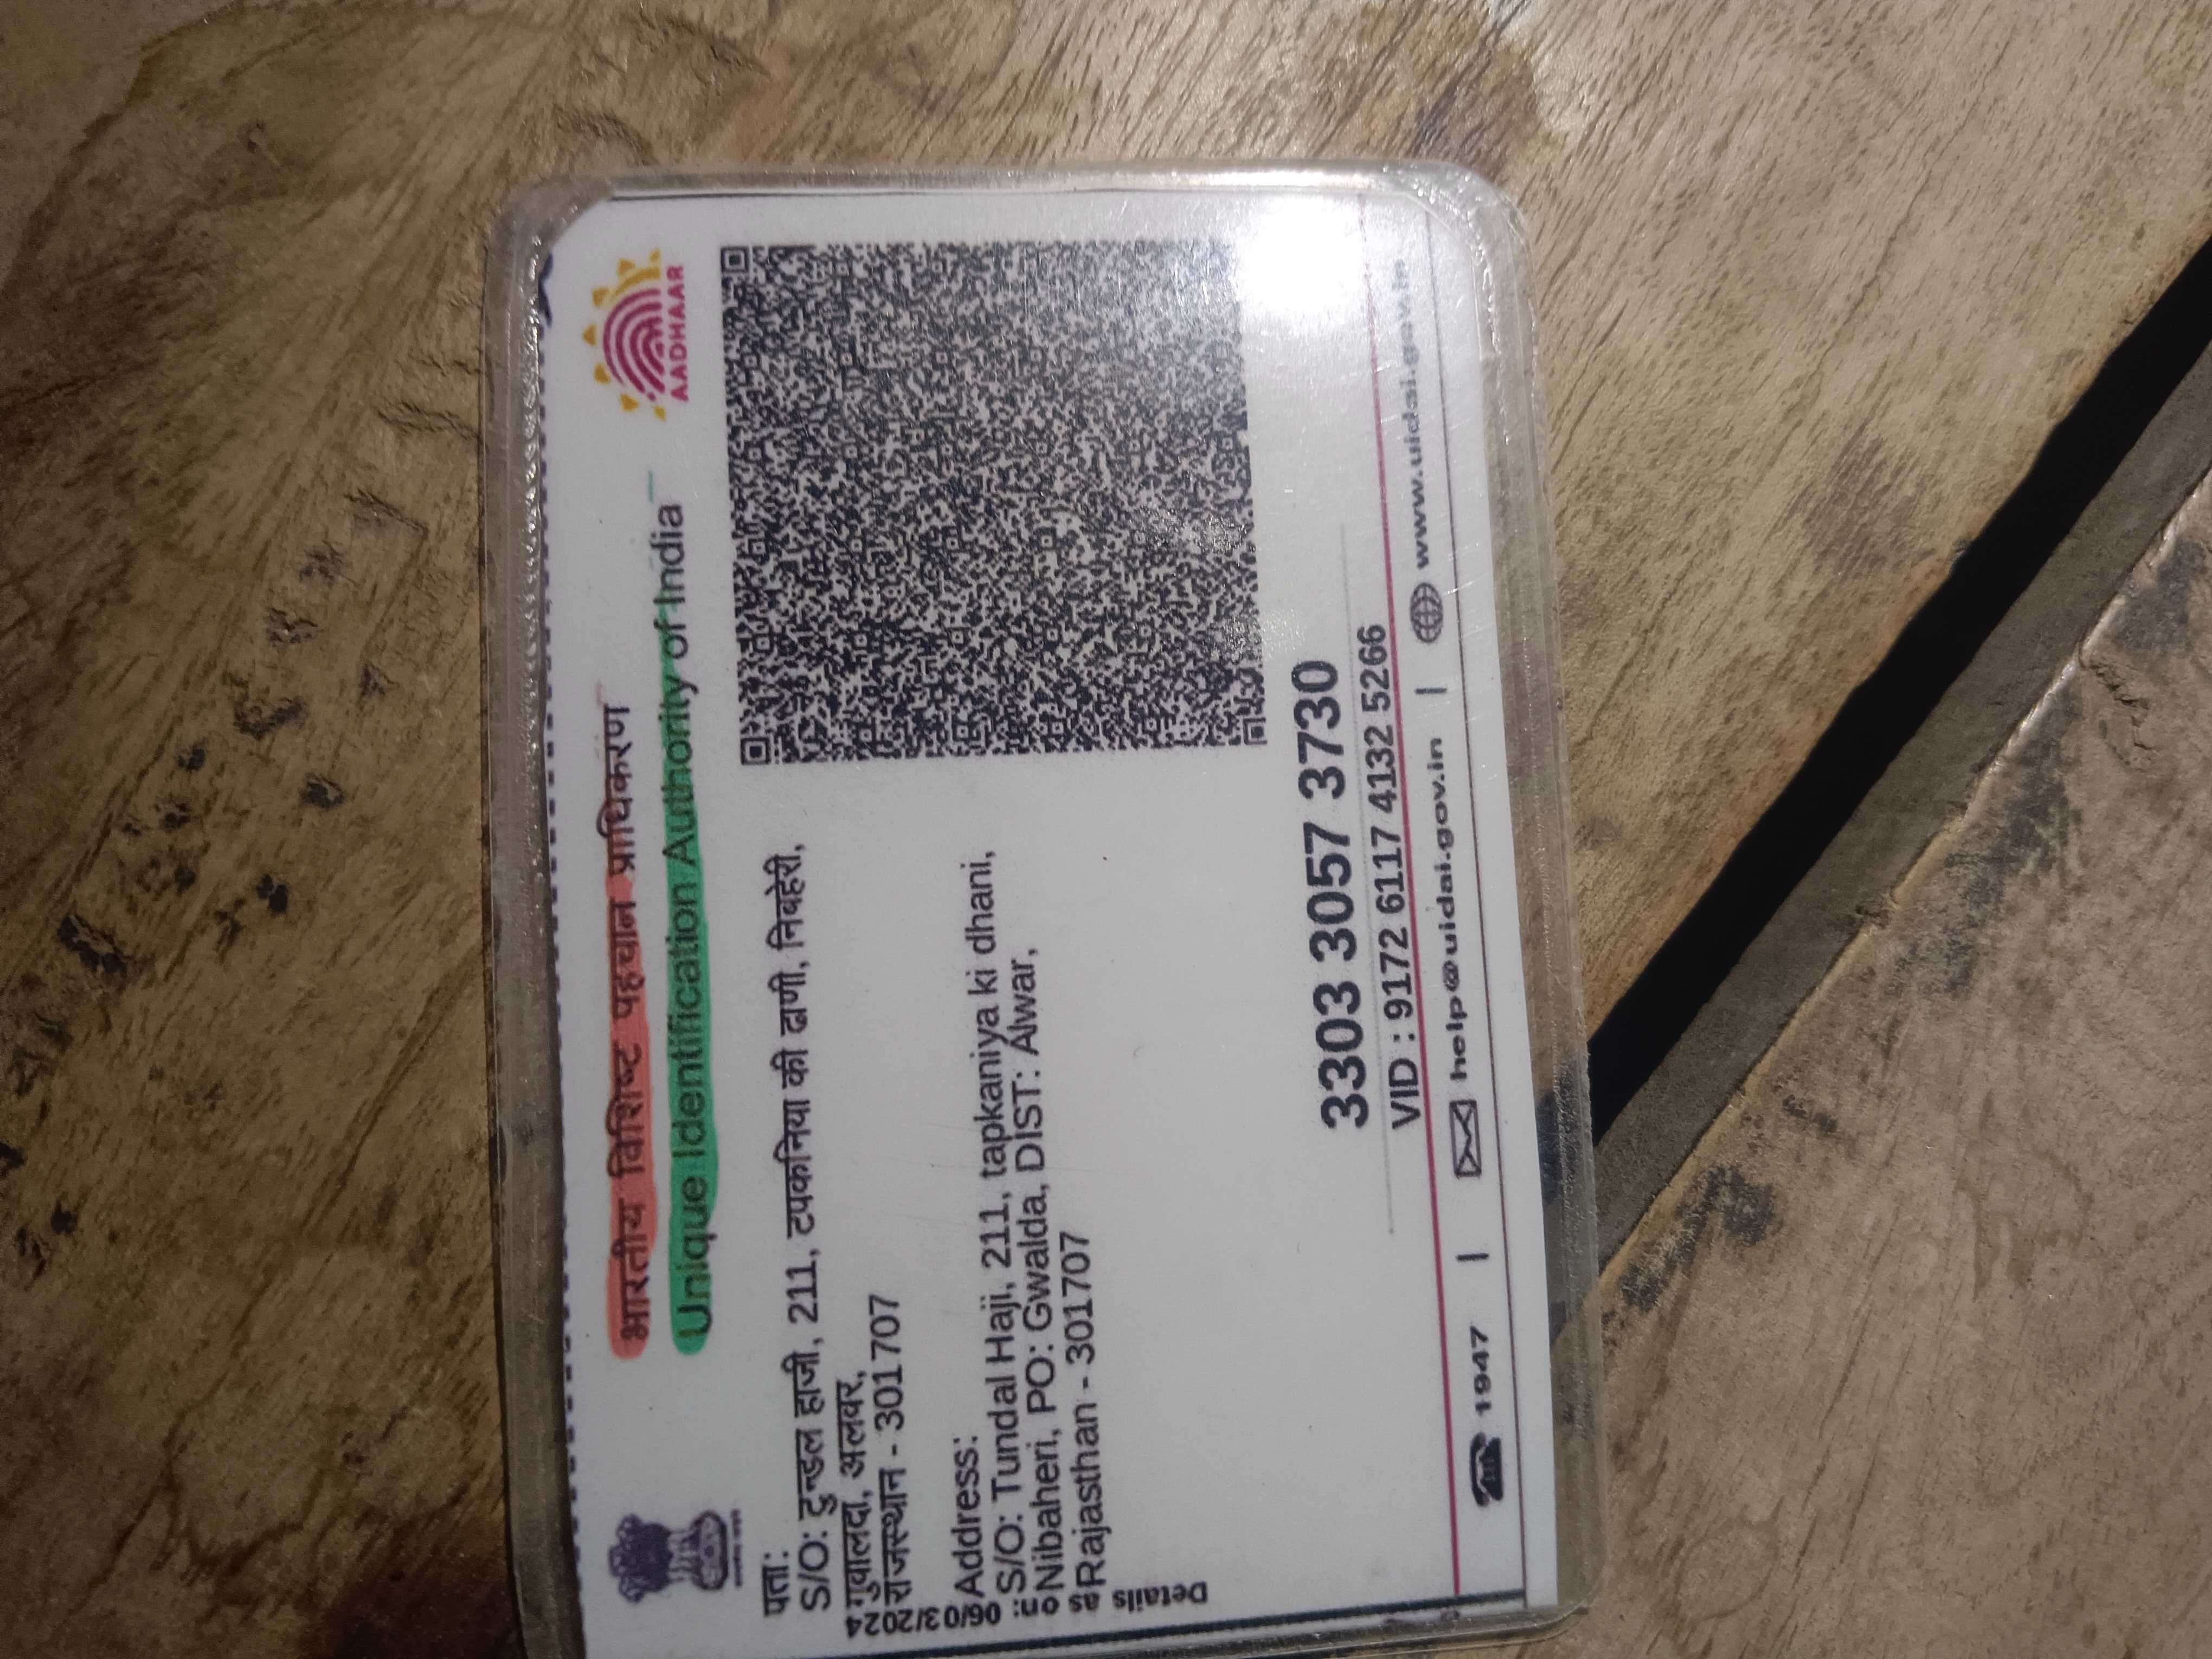 भारतीय विशिष्ट पहचान प्राधिकरण
Unique Identification Authority of India
AADHAAR
पता:
S/O: टुन्डल हाजी, 211, टपकनिया की ढाणी, निबहेरी,
गुवालदा, अलवर,
राजस्थान - 301707
Address:
S/O: Tundal Haji, 211, tapkaniya ki dhani,
Nibaheri, PO: Gwalda, DIST: Alwar,
Rajasthan - 301707
Details as on: 06/03/2024
3303 3057 3730
VID : 9172 6117 4132 5266
1947 | help@uidai.gov.in | www.uidai.gov.in